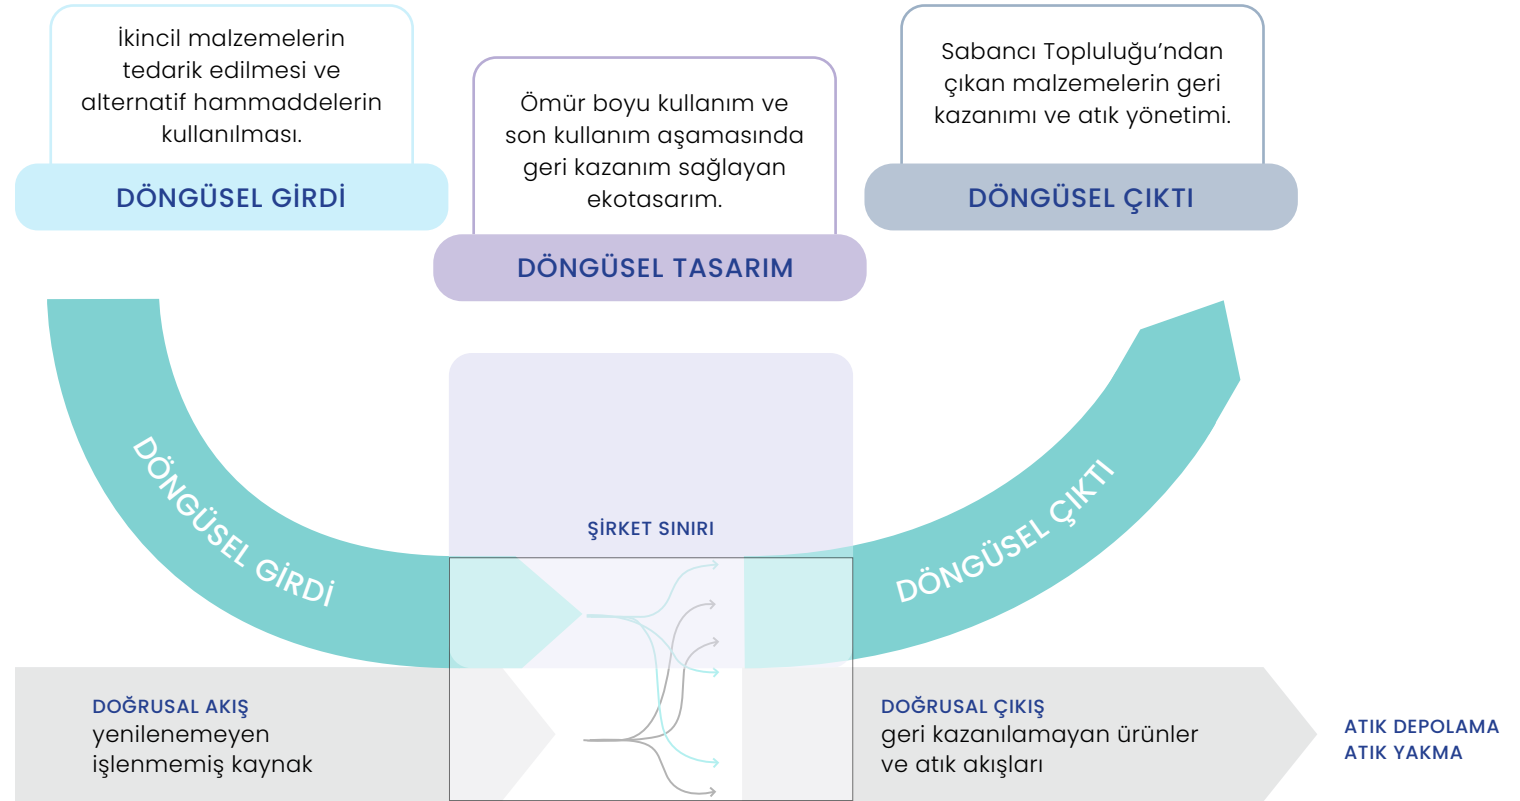 İkincil malzemelerin
tedarik edilmesi ve
alternatif hammaddelerin
kullanılması.
DÖNGÜSEL GİRDİ
Ömür boyu kullanım ve
son kullanım aşamasında
geri kazanım sağlayan
ekotasarım.
DÖNGÜSEL TASARIM
Sabancı Topluluğu’ndan
çıkan malzemelerin geri
kazanımı ve atık yönetimi.
DÖNGÜSEL ÇIKTI
DÖNGÜSEL GİRDİ
ŞİRKET SINIRI
DÖNGÜSEL ÇIKTI
DOĞRUSAL AKIŞ
yenilenemeyen
işlenmemiş kaynak
DOĞRUSAL ÇIKIŞ
geri kazanılamayan ürünler
ve atık akışları
ATIK DEPOLAMA
ATIK YAKMA